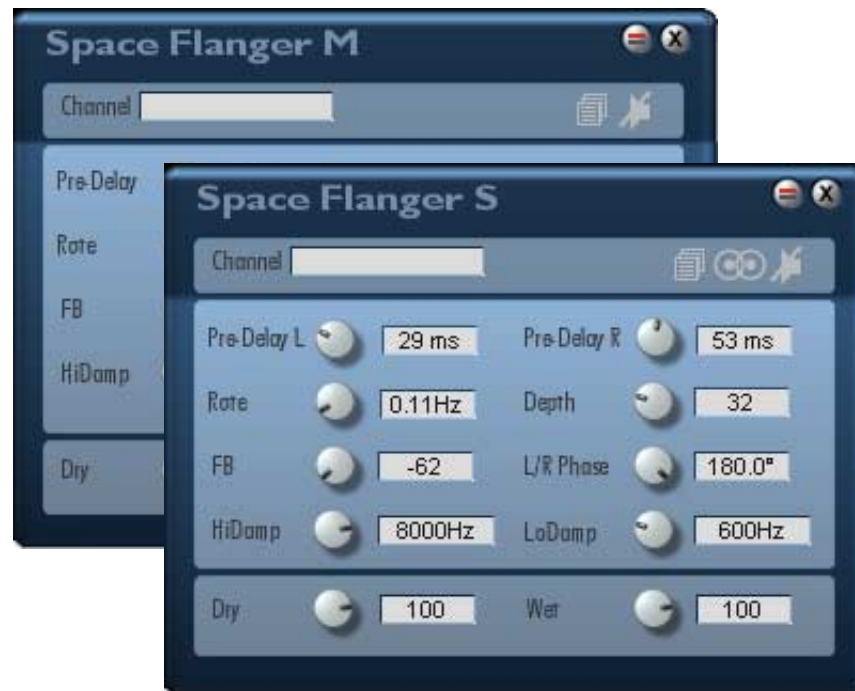 Space Flanger M
Channel
Pre-Delay
Rate
FB
HiDamp
Dry
Space Flanger S
Channel
Pre-Delay L 29 ms Pre-Delay R 53 ms
Rate 0.11Hz Depth 32
FB -62 L/R Phase 180.0°
HiDamp 8000Hz LoDamp 600Hz
Dry 100 Wet 100